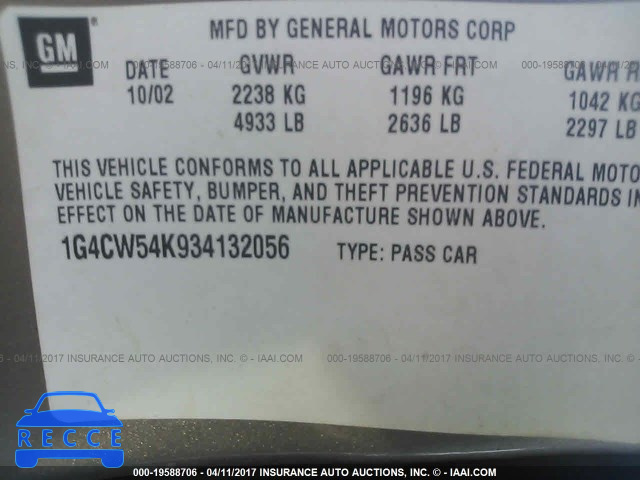 GM
MFD BY GENERAL MOTORS CORP
DATE GVWR GAWR FRT GAWR R
10/02 2238 KG 1196 KG 1042 KG
4933 LB 2636 LB 2297 LB
THIS VEHICLE CONFORMS TO ALL APPLICABLE U.S. FEDERAL MOTO
VEHICLE SAFETY, BUMPER, AND THEFT PREVENTION STANDARDS IN
EFFECT ON THE DATE OF MANUFACTURE SHOWN ABOVE.
1G4CW54K934132056 TYPE: PASS CAR
000-19588706 - 04/11/2017 INSURANCE AUTO AUCTIONS, INC. © - IAAI.COM
RECCE
000-19588706 - 04/11/2017 INSURANCE AUTO AUCTIONS, INC. © - IAAI.COM